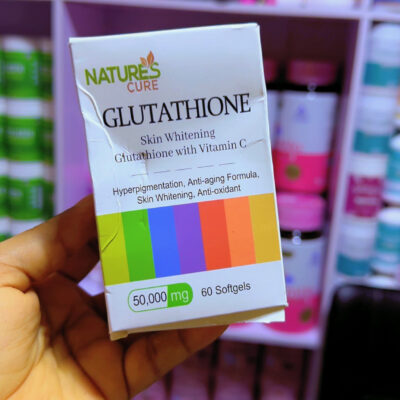 NATURE'S
CURE
GLUTATHIONE
Skin Whitening
Glutathione with Vitamin C
Hyperpigmentation, Anti-aging Formula,
Skin Whitening, Anti-oxidant
50,000 mg 60 Softgels